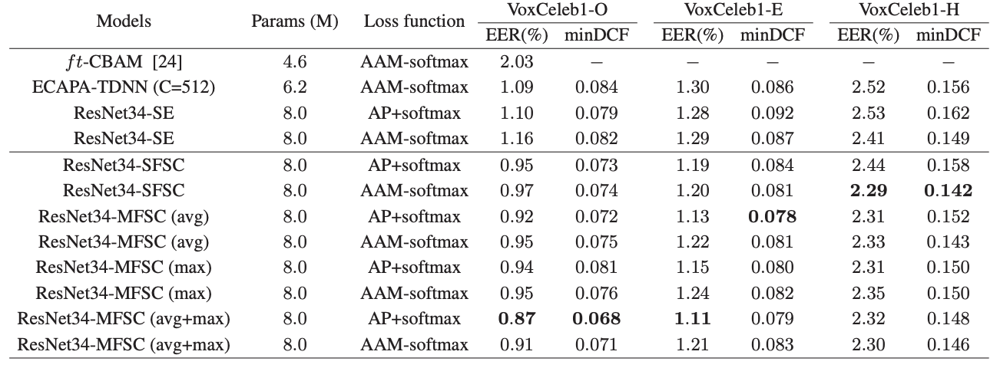 Models Params (M) Loss function VoxCeleb1-O VoxCeleb1-E VoxCeleb1-H
EER(%) minDCF EER(%) minDCF EER(%) minDCF
ft-CBAM [24] 4.6 AAM-softmax 2.03 − − − − −
ECAPA-TDNN (C=512) 6.2 AAM-softmax 1.09 0.084 1.30 0.086 2.52 0.156
ResNet34-SE 8.0 AP+softmax 1.10 0.079 1.28 0.092 2.53 0.162
ResNet34-SE 8.0 AAM-softmax 1.16 0.082 1.29 0.087 2.41 0.149
ResNet34-SFSC 8.0 AP+softmax 0.95 0.073 1.19 0.084 2.44 0.158
ResNet34-SFSC 8.0 AAM-softmax 0.97 0.074 1.20 0.081 2.29 0.142
ResNet34-MFSC (avg) 8.0 AP+softmax 0.92 0.072 1.13 0.078 2.31 0.152
ResNet34-MFSC (avg) 8.0 AAM-softmax 0.95 0.075 1.22 0.081 2.33 0.143
ResNet34-MFSC (max) 8.0 AP+softmax 0.94 0.081 1.15 0.080 2.31 0.150
ResNet34-MFSC (max) 8.0 AAM-softmax 0.95 0.076 1.24 0.082 2.35 0.150
ResNet34-MFSC (avg+max) 8.0 AP+softmax 0.87 0.068 1.11 0.079 2.32 0.148
ResNet34-MFSC (avg+max) 8.0 AAM-softmax 0.91 0.071 1.21 0.083 2.30 0.146